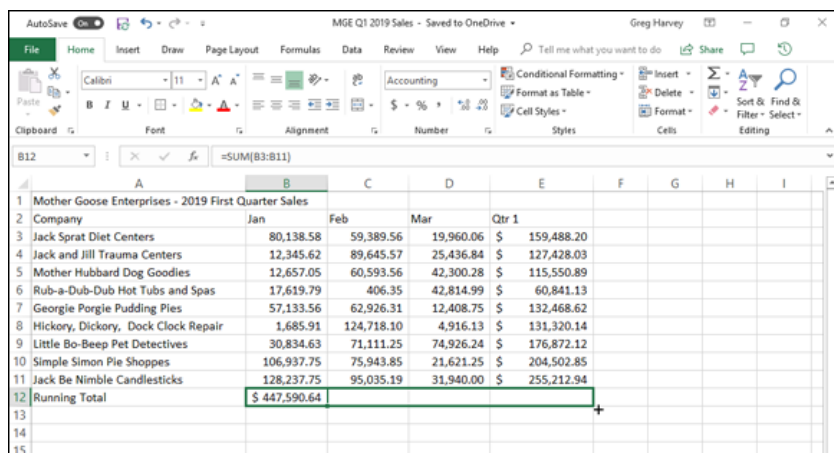 AutoSave On MGE Q1 2019 Sales - Saved to OneDrive Greg Harvey
File Home Insert Draw Page Layout Formulas Data Review View Help Tell me what you want to do Share
Paste Calibri 11 A A Accounting Conditional Formatting Insert Σ A Z
B I U A $ % , Format as Table Delete Sort & Find &
Cell Styles Format Filter Select
Clipboard Font Alignment Number Styles Cells Editing
B12 fx =SUM(B3:B11)
A B C D E F G H I
1 Mother Goose Enterprises - 2019 First Quarter Sales
2 Company Jan Feb Mar Qtr 1
3 Jack Sprat Diet Centers 80,138.58 59,389.56 19,960.06 $ 159,488.20
4 Jack and Jill Trauma Centers 12,345.62 89,645.57 25,436.84 $ 127,428.03
5 Mother Hubbard Dog Goodies 12,657.05 60,593.56 42,300.28 $ 115,550.89
6 Rub-a-Dub-Dub Hot Tubs and Spas 17,619.79 406.35 42,814.99 $ 60,841.13
7 Georgie Porgie Pudding Pies 57,133.56 62,926.31 12,408.75 $ 132,468.62
8 Hickory, Dickory, Dock Clock Repair 1,685.91 124,718.10 4,916.13 $ 131,320.14
9 Little Bo-Beep Pet Detectives 30,834.63 71,111.25 74,926.24 $ 176,872.12
10 Simple Simon Pie Shoppes 106,937.75 75,943.85 21,621.25 $ 204,502.85
11 Jack Be Nimble Candlesticks 128,237.75 95,035.19 31,940.00 $ 255,212.94
12 Running Total $ 447,590.64
13
14
15